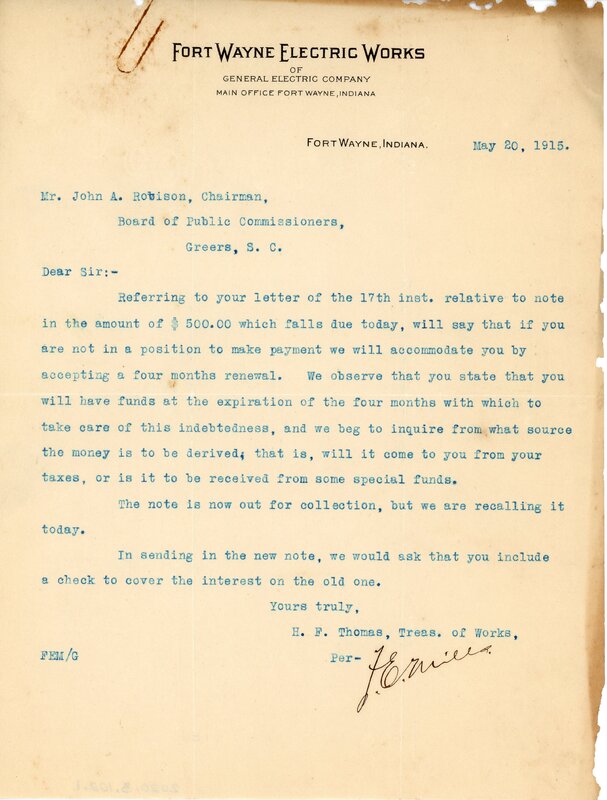 FORT WAYNE ELECTRIC WORKS
OF
GENERAL ELECTRIC COMPANY
MAIN OFFICE FORT WAYNE, INDIANA
FORT WAYNE, INDIANA. May 20, 1915.
Mr. John A. Robison, Chairman,
Board of Public Commissioners,
Greers, S. C.
Dear Sir:-
Referring to your letter of the 17th inst. relative to note
in the amount of $ 500.00 which falls due today, will say that if you
are not in a position to make payment we will accommodate you by
accepting a four months renewal. We observe that you state that you
will have funds at the expiration of the four months with which to
take care of this indebtedness, and we beg to inquire from what source
the money is to be derived; that is, will it come to you from your
taxes, or is it to be received from some special funds.
The note is now out for collection, but we are recalling it
today.
In sending in the new note, we would ask that you include
a check to cover the interest on the old one.
Yours truly,
H. F. Thomas, Treas. of Works,
FEM/G Per- F.E. Mills
2020.3.102.1